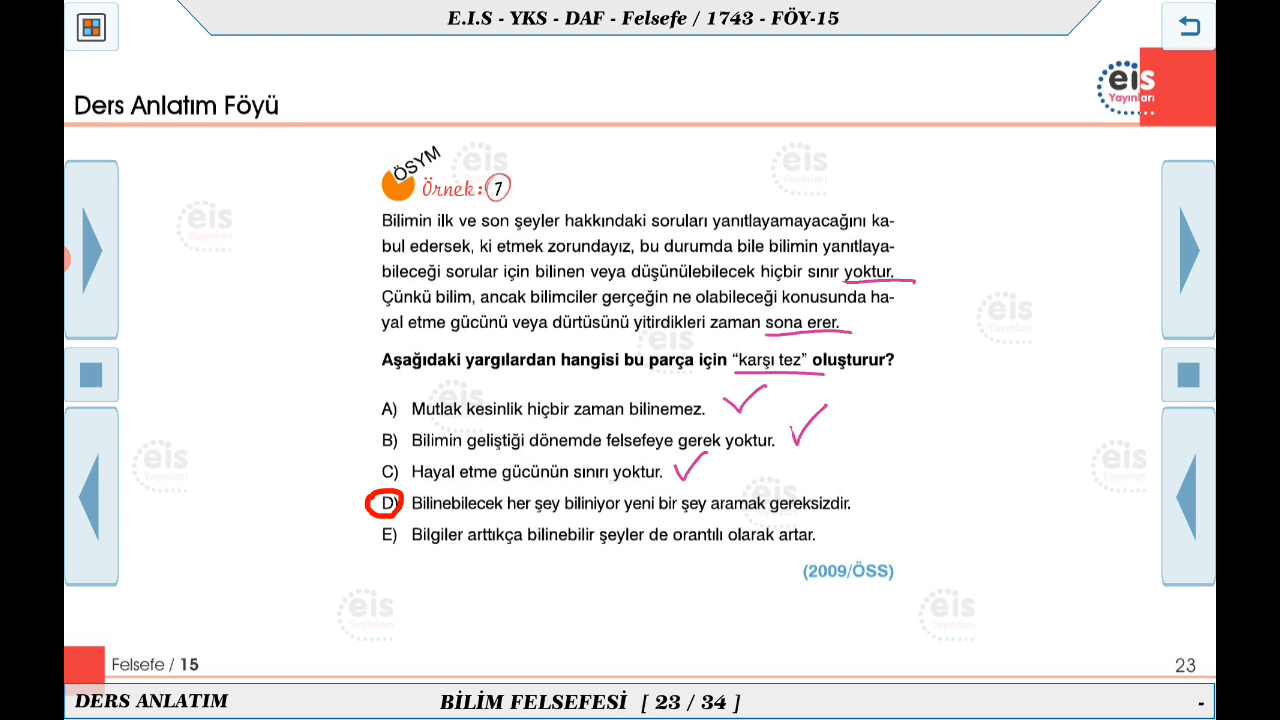 E.I.S - YKS - DAF - Felsefe / 1743 - FÖY-15
eis
Yayınları
Ders Anlatım Föyü
ÖSYM
Örnek: 7
Bilimin ilk ve son şeyler hakkındaki soruları yanıtlayamayacağını ka-
bul edersek, ki etmek zorundayız, bu durumda bile bilimin yanıtlaya-
bileceği sorular için bilinen veya düşünülebilecek hiçbir sınır yoktur.
Çünkü bilim, ancak bilimciler gerçeğin ne olabileceği konusunda ha-
yal etme gücünü veya dürtüsünü yitirdikleri zaman sona erer.
Aşağıdaki yargılardan hangisi bu parça için “karşı tez” oluşturur?
A) Mutlak kesinlik hiçbir zaman bilinemez.
B) Bilimin geliştiği dönemde felsefeye gerek yoktur.
C) Hayal etme gücünün sınırı yoktur.
D) Bilinebilecek her şey biliniyor yeni bir şey aramak gereksizdir.
E) Bilgiler arttıkça bilinebilir şeyler de orantılı olarak artar.
(2009/ÖSS)
Felsefe / 15
23
DERS ANLATIM
BİLİM FELSEFESİ [ 23 / 34 ]
-